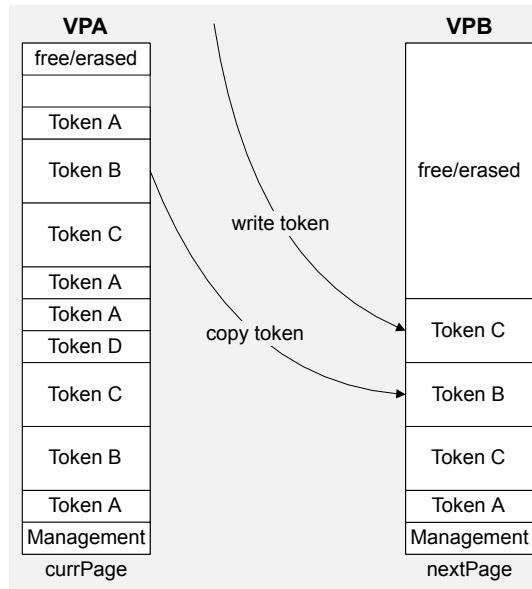 VPA
free/erased
Token A
Token B
Token C
Token A
Token A
Token D
Token C
Token B
Token A
Management
currPage
write token
copy token
VPB
free/erased
Token C
Token B
Token C
Token A
Management
nextPage